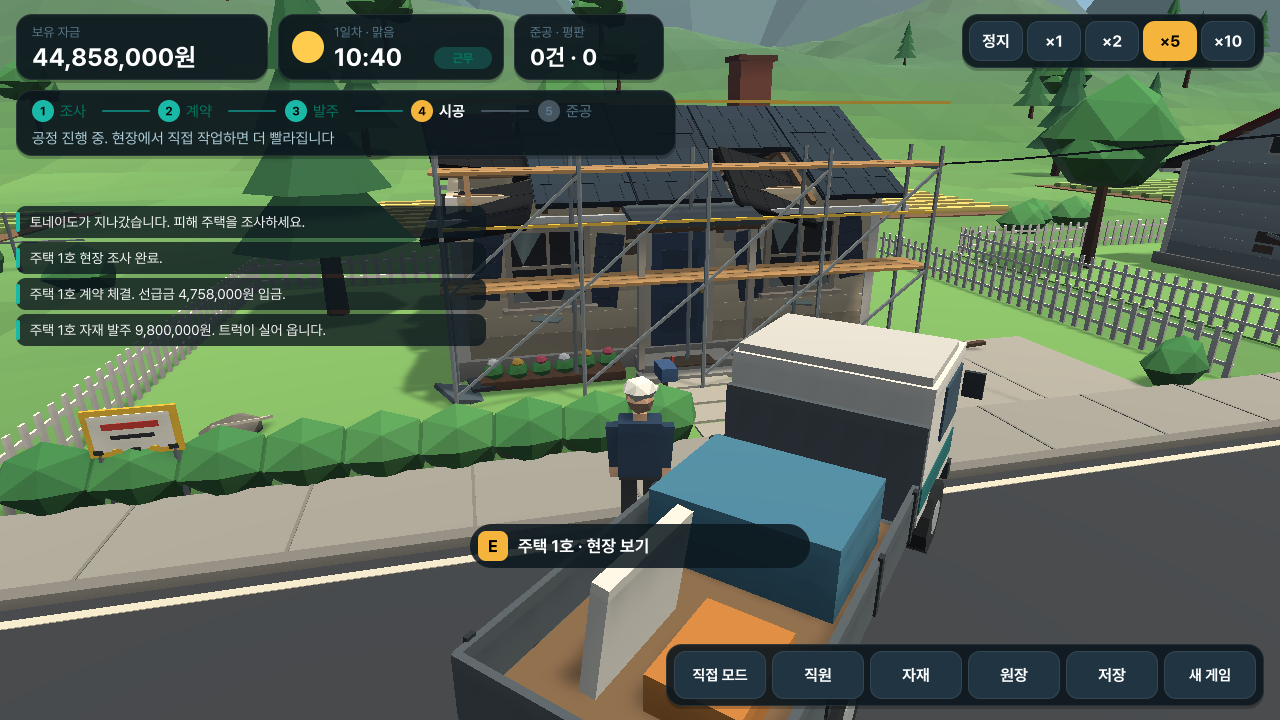 보유 자금
44,858,000원
1일차 · 맑음
10:40
근무
준공 · 평판
0건 · 0
정지
×1
×2
×5
×10
1 조사
2 계약
3 발주
4 시공
5 준공
공정 진행 중. 현장에서 직접 작업하면 더 빨라집니다
토네이도가 지나갔습니다. 피해 주택을 조사하세요.
주택 1호 현장 조사 완료.
주택 1호 계약 체결. 선급금 4,758,000원 입금.
주택 1호 자재 발주 9,800,000원. 트럭이 실어 옵니다.
E 주택 1호 · 현장 보기
직접 모드
직원
자재
원장
저장
새 게임